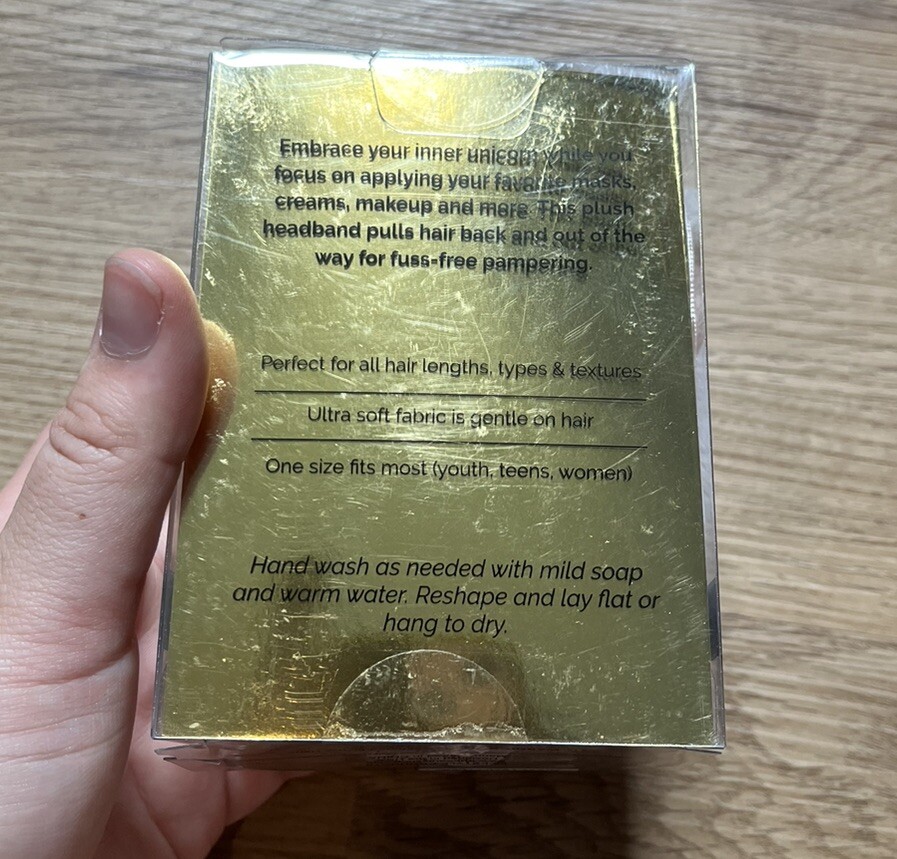 Embrace your inner unicorn while you
focus on applying your favorite masks,
creams, makeup and more. This plush
headband pulls hair back and out of the
way for fuss-free pampering.
Perfect for all hair lengths, types & textures
Ultra soft fabric is gentle on hair
One size fits most (youth, teens, women)
Hand wash as needed with mild soap
and warm water. Reshape and lay flat or
hang to dry.